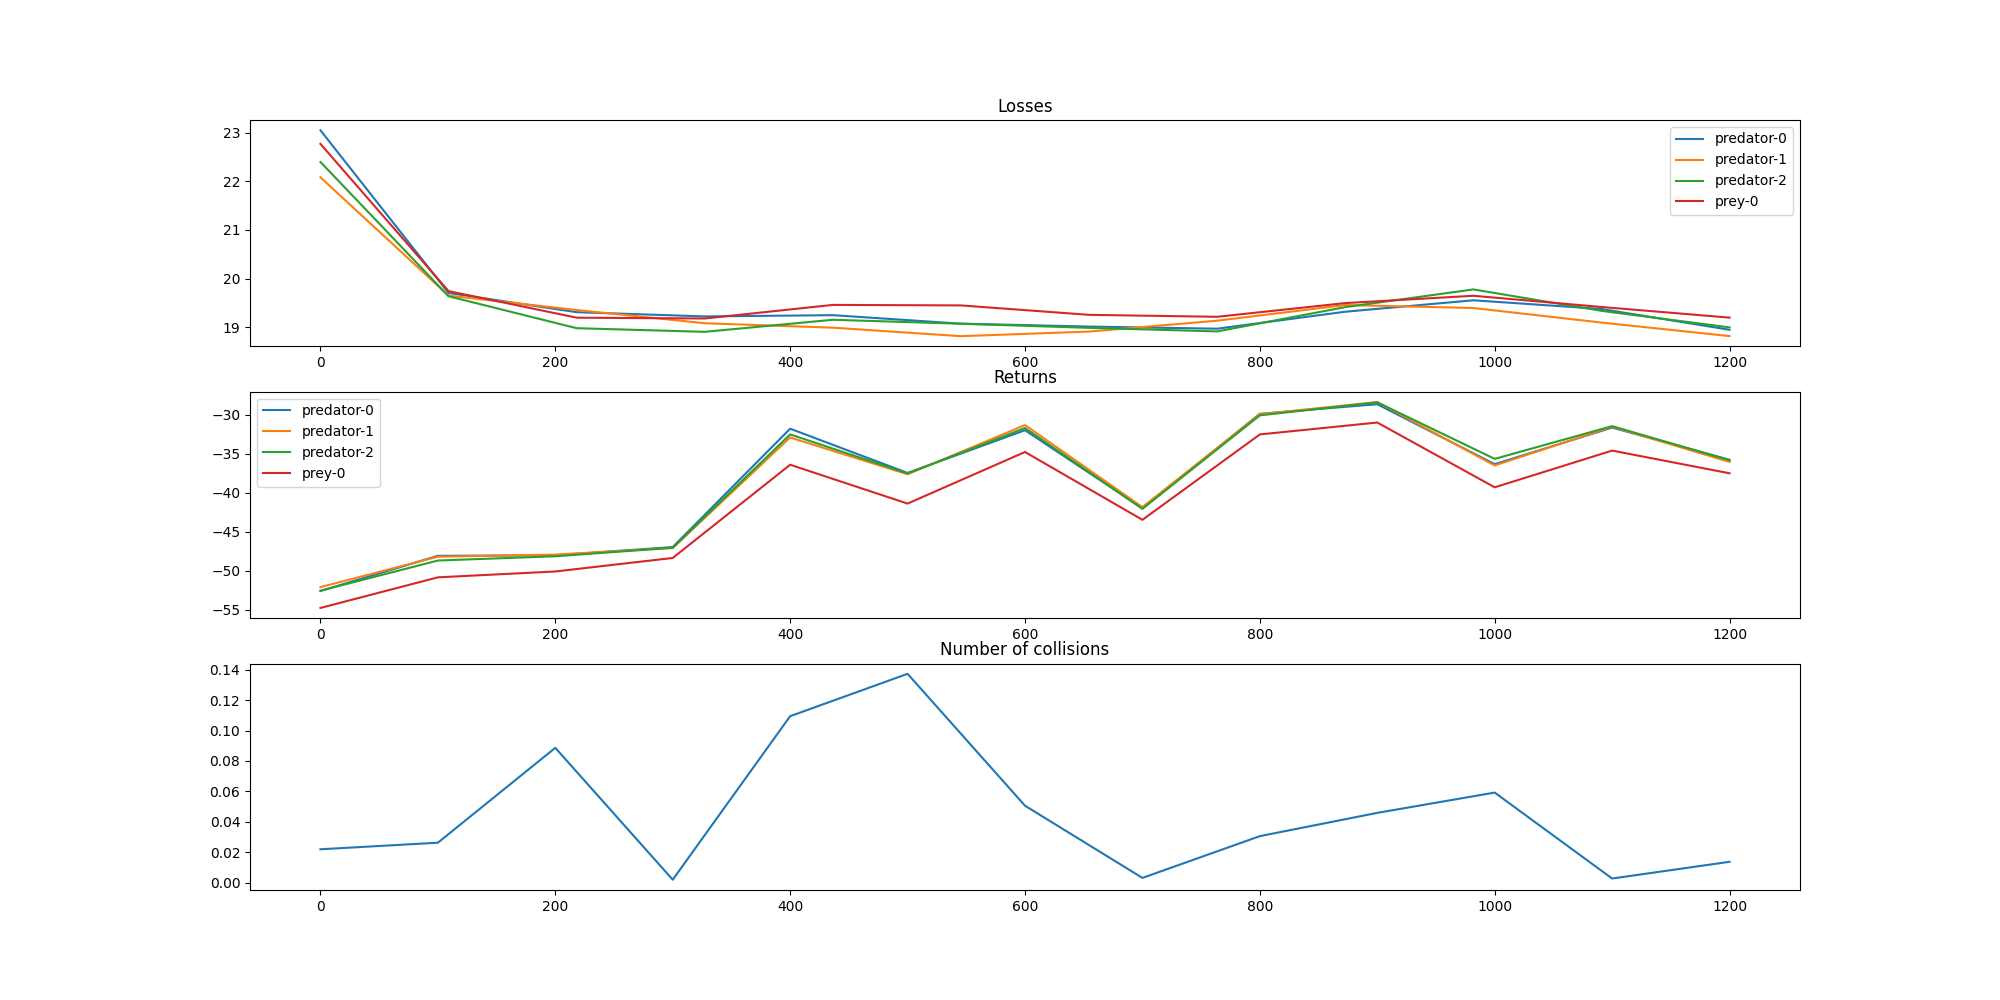 Losses
23
22
21
20
19
predator-0
predator-1
predator-2
prey-0
0 200 400 600 800 1000 1200
Returns
−30
−35
−40
−45
−50
−55
predator-0
predator-1
predator-2
prey-0
0 200 400 600 800 1000 1200
Number of collisions
0.14
0.12
0.10
0.08
0.06
0.04
0.02
0.00
0 200 400 600 800 1000 1200